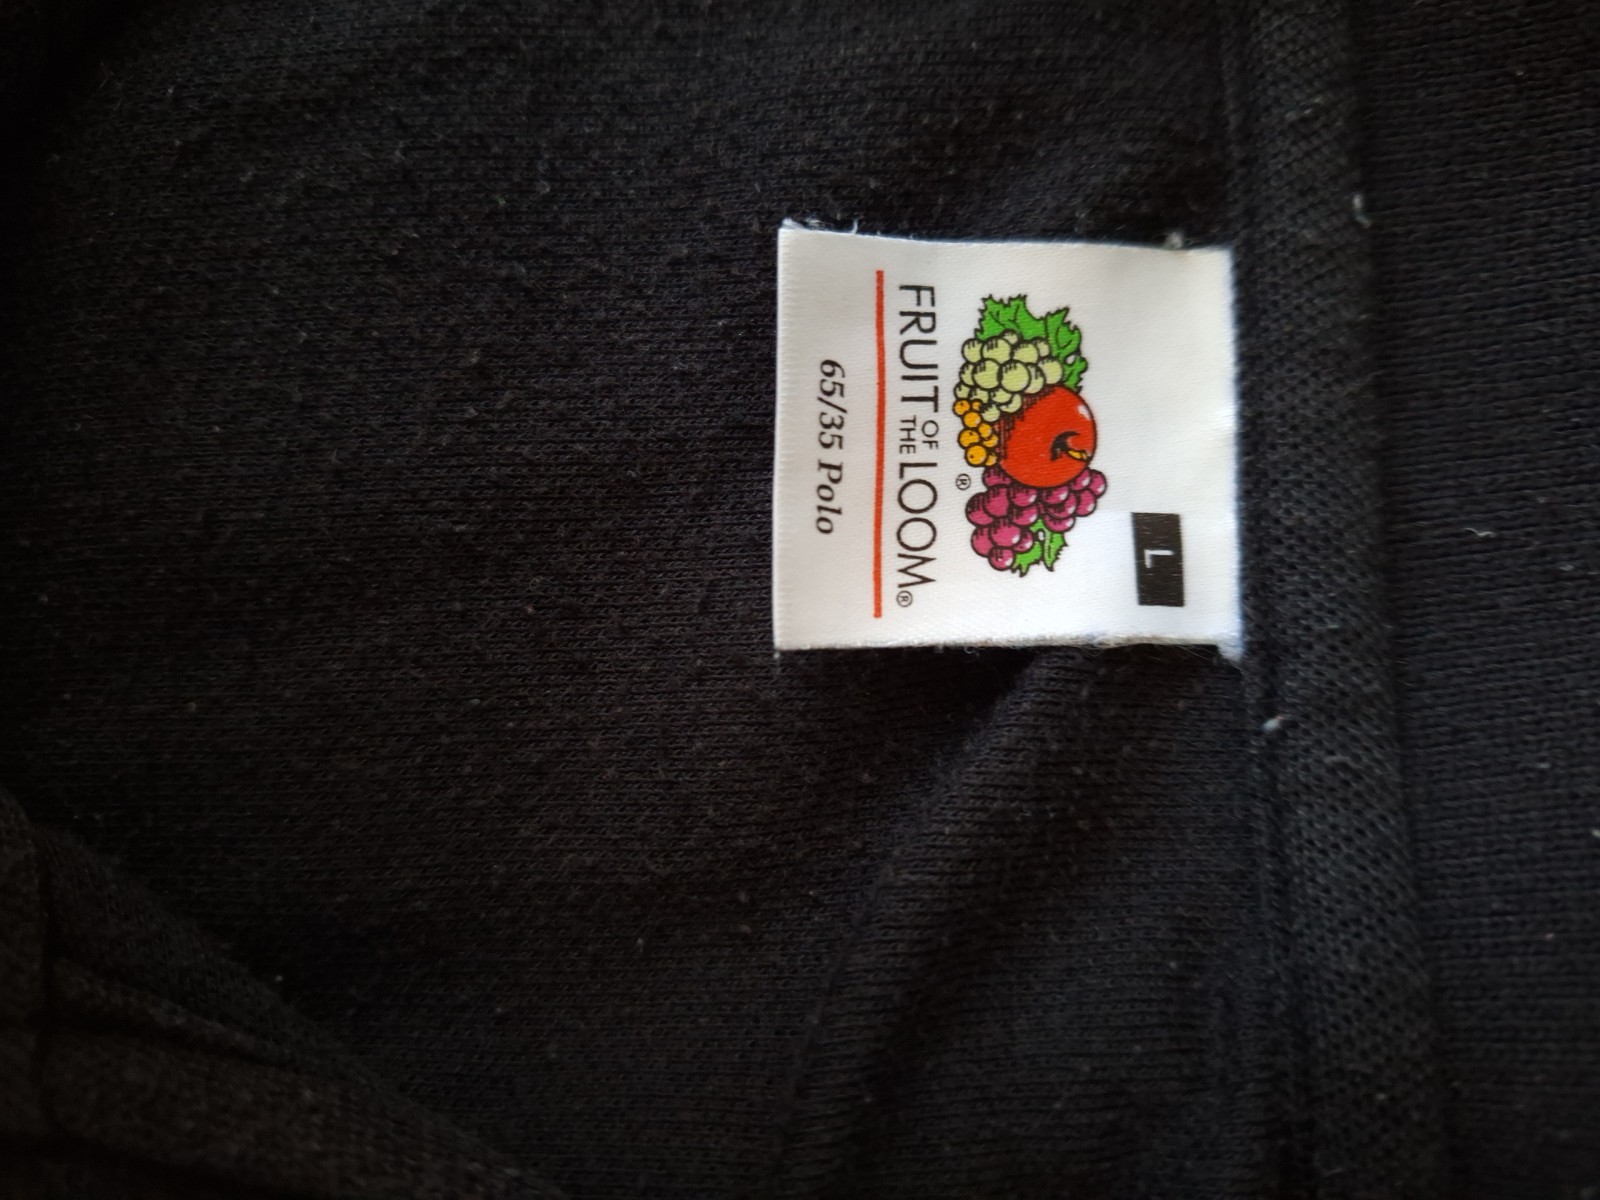 L
FRUIT OF THE LOOM®
®
65/35 Polo